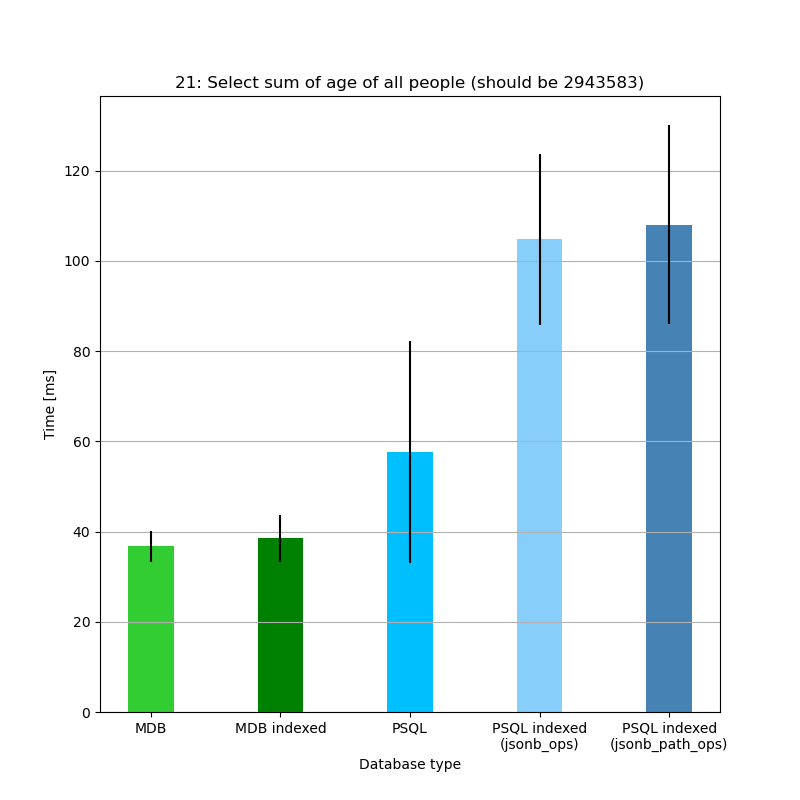 21: Select sum of age of all people (should be 2943583)
120
100
80
60
40
20
0
Time [ms]
MDB
MDB indexed
PSQL
PSQL indexed
(jsonb_ops)
PSQL indexed
(jsonb_path_ops)
Database type